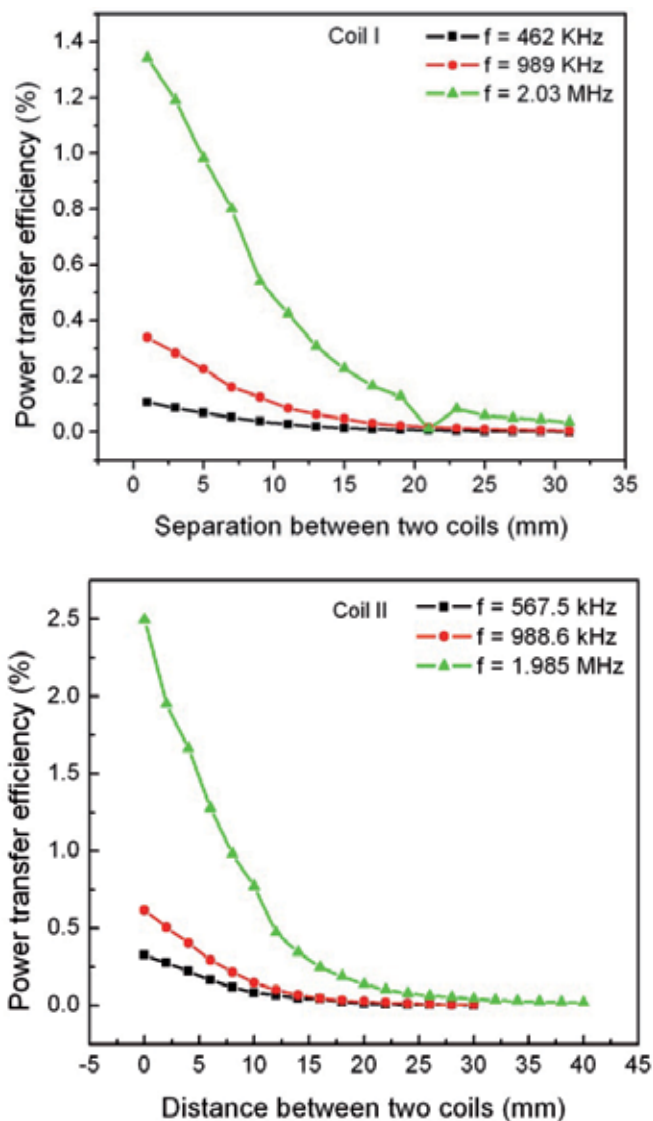 Coil I
f = 462 KHz
f = 989 KHz
f = 2.03 MHz
Power transfer efficiency (%)
1.4
1.2
1.0
0.8
0.6
0.4
0.2
0.0
0 5 10 15 20 25 30 35
Separation between two coils (mm)
Coil II
f = 567.5 kHz
f = 988.6 kHz
f = 1.985 MHz
Power transfer efficiency (%)
2.5
2.0
1.5
1.0
0.5
0.0
-5 0 5 10 15 20 25 30 35 40 45
Distance between two coils (mm)